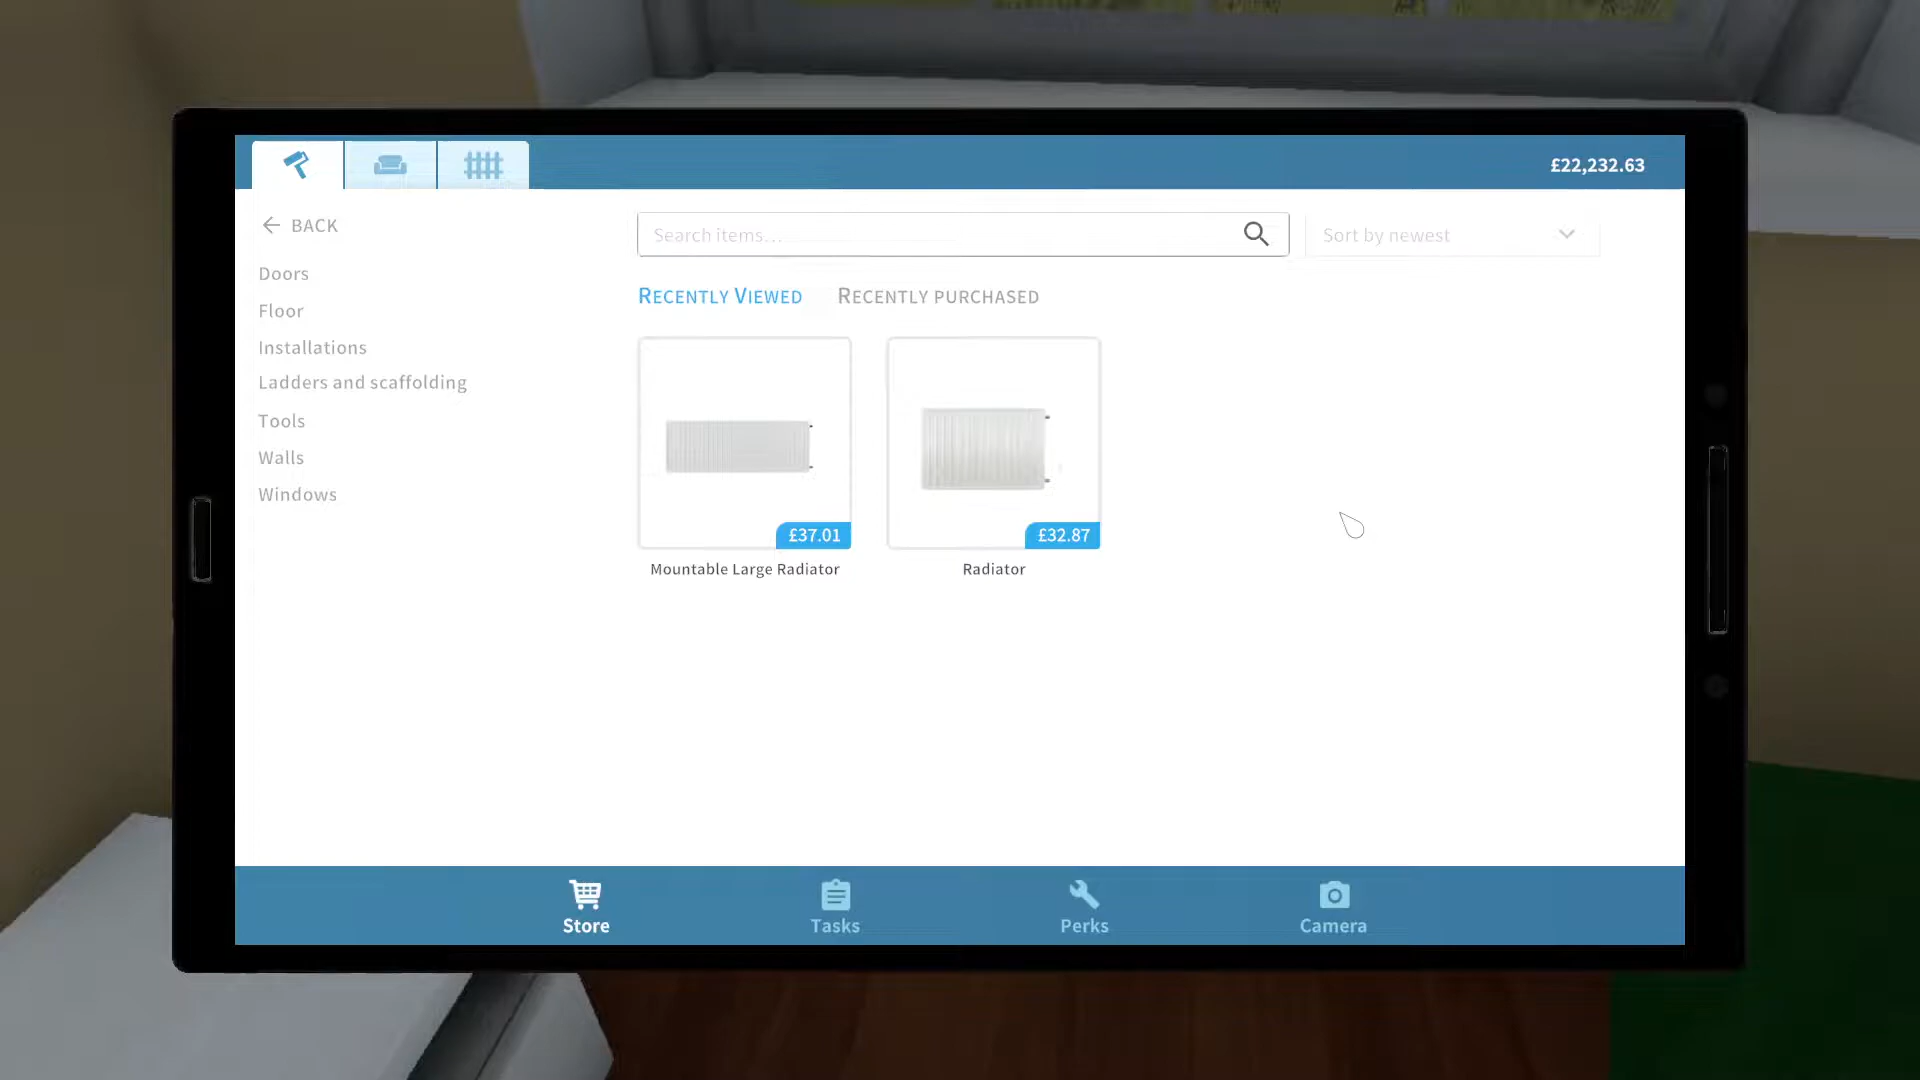 £22,232.63
BACK
Search items...
Sort by newest
Doors
Floor
Installations
Ladders and scaffolding
Tools
Walls
Windows
RECENTLY VIEWED
RECENTLY PURCHASED
£37.01
£32.87
Mountable Large Radiator
Radiator
Store
Tasks
Perks
Camera